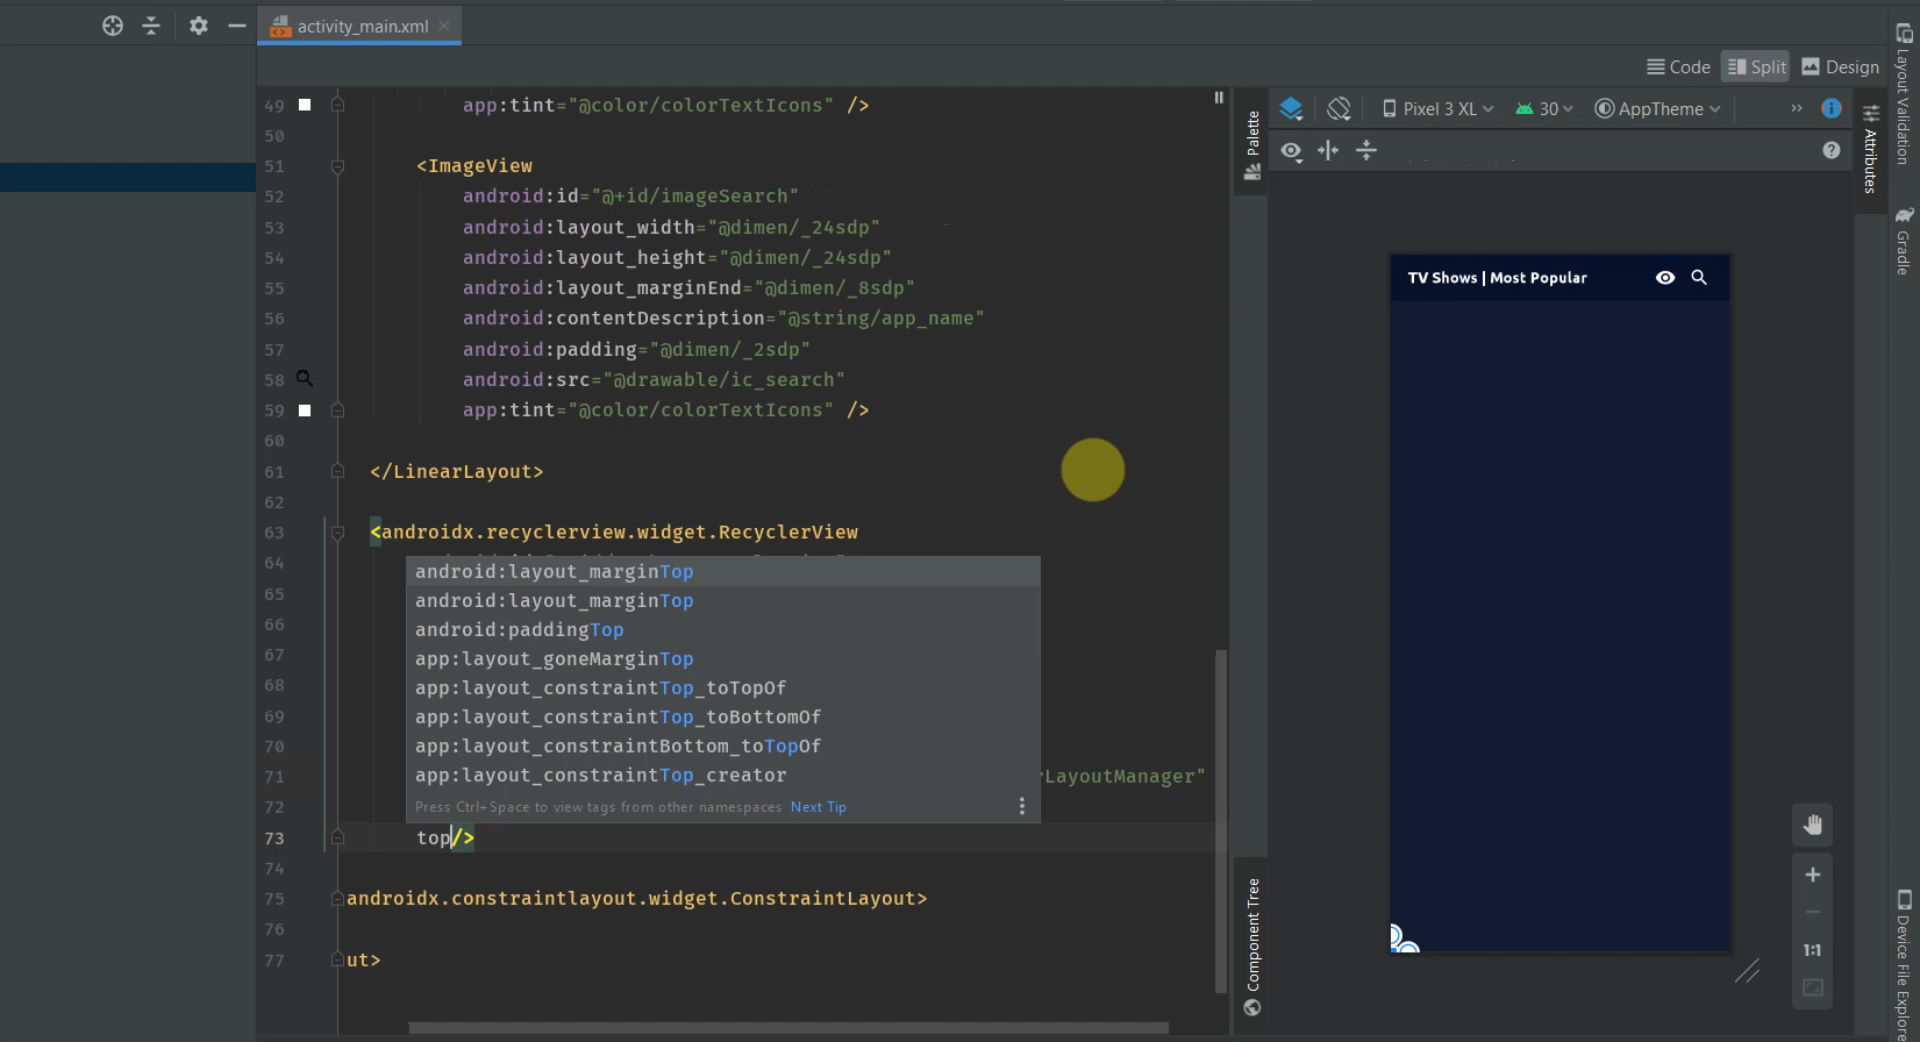 activity_main.xml
Code
Split
Design
49 app:tint="@color/colorTextIcons" />
50
51 <ImageView
52 android:id="@+id/imageSearch"
53 android:layout_width="@dimen/_24sdp"
54 android:layout_height="@dimen/_24sdp"
55 android:layout_marginEnd="@dimen/_8sdp"
56 android:contentDescription="@string/app_name"
57 android:padding="@dimen/_2sdp"
58 android:src="@drawable/ic_search"
59 app:tint="@color/colorTextIcons" />
60
61 </LinearLayout>
62
63 <androidx.recyclerview.widget.RecyclerView
64
65
66
67
68
69
70
71 rLayoutManager"
72
73 top/>
74
75 androidx.constraintlayout.widget.ConstraintLayout>
76
77 ut>
android:layout_marginTop
android:layout_marginTop
android:paddingTop
app:layout_goneMarginTop
app:layout_constraintTop_toTopOf
app:layout_constraintTop_toBottomOf
app:layout_constraintBottom_toTopOf
app:layout_constraintTop_creator
Press Ctrl+Space to view tags from other namespaces Next Tip
Palette
Component Tree
Pixel 3 XL
30
AppTheme
TV Shows | Most Popular
1:1
Attributes
Layout Validation
Gradle
Device File Explore